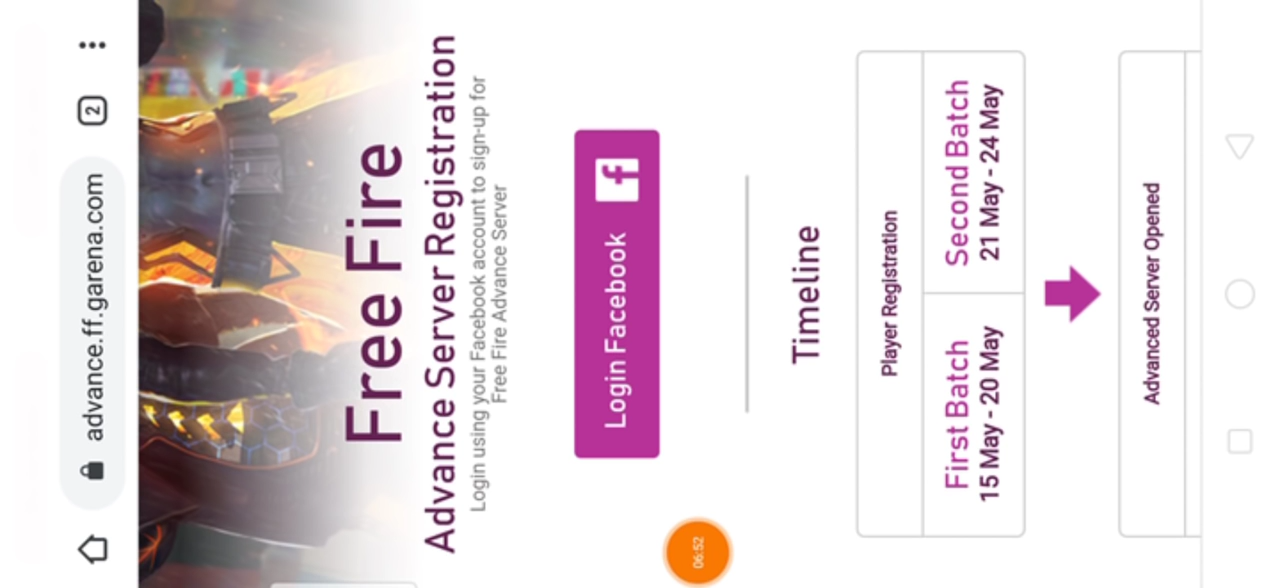 advance.ff.garena.com
2
Free Fire
Advance Server Registration
Login using your Facebook account to sign-up for
Free Fire Advance Server
Login Facebook
f
Timeline
Player Registration
First Batch
15 May - 20 May
Second Batch
21 May - 24 May
Advanced Server Opened
06:52